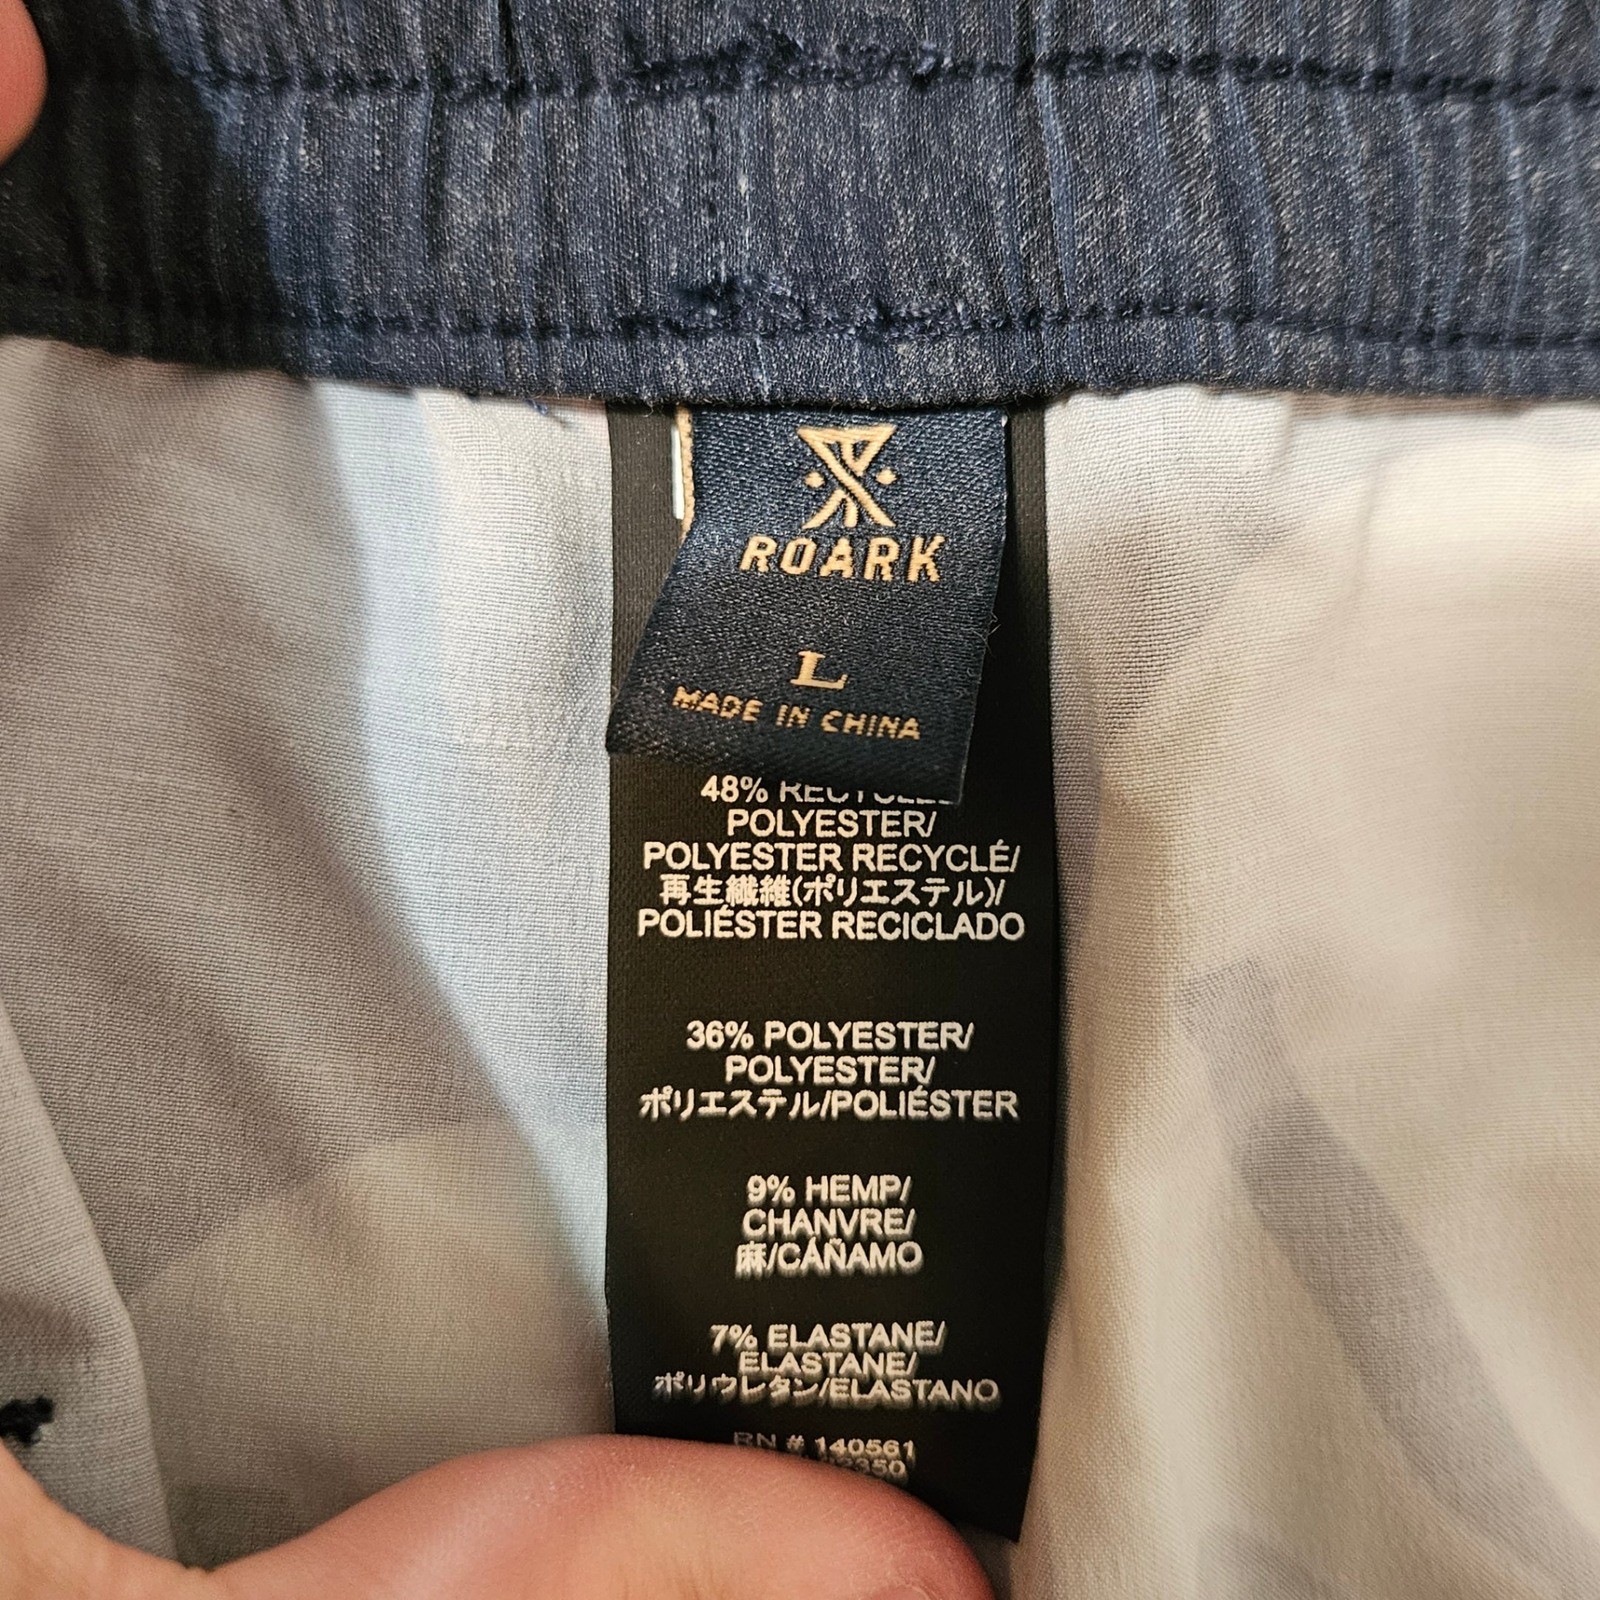 ROARK
L
MADE IN CHINA
48% RECYCLED
POLYESTER/
POLYESTER RECYCLÉ/
再生繊維(ポリエステル)/
POLIÉSTER RECICLADO
36% POLYESTER/
POLYESTER/
ポリエステル/POLIÉSTER
9% HEMP/
CHANVRE/
麻/CÁÑAMO
7% ELASTANE/
ELASTANE/
ポリウレタン/ELASTANO
RN # 140561